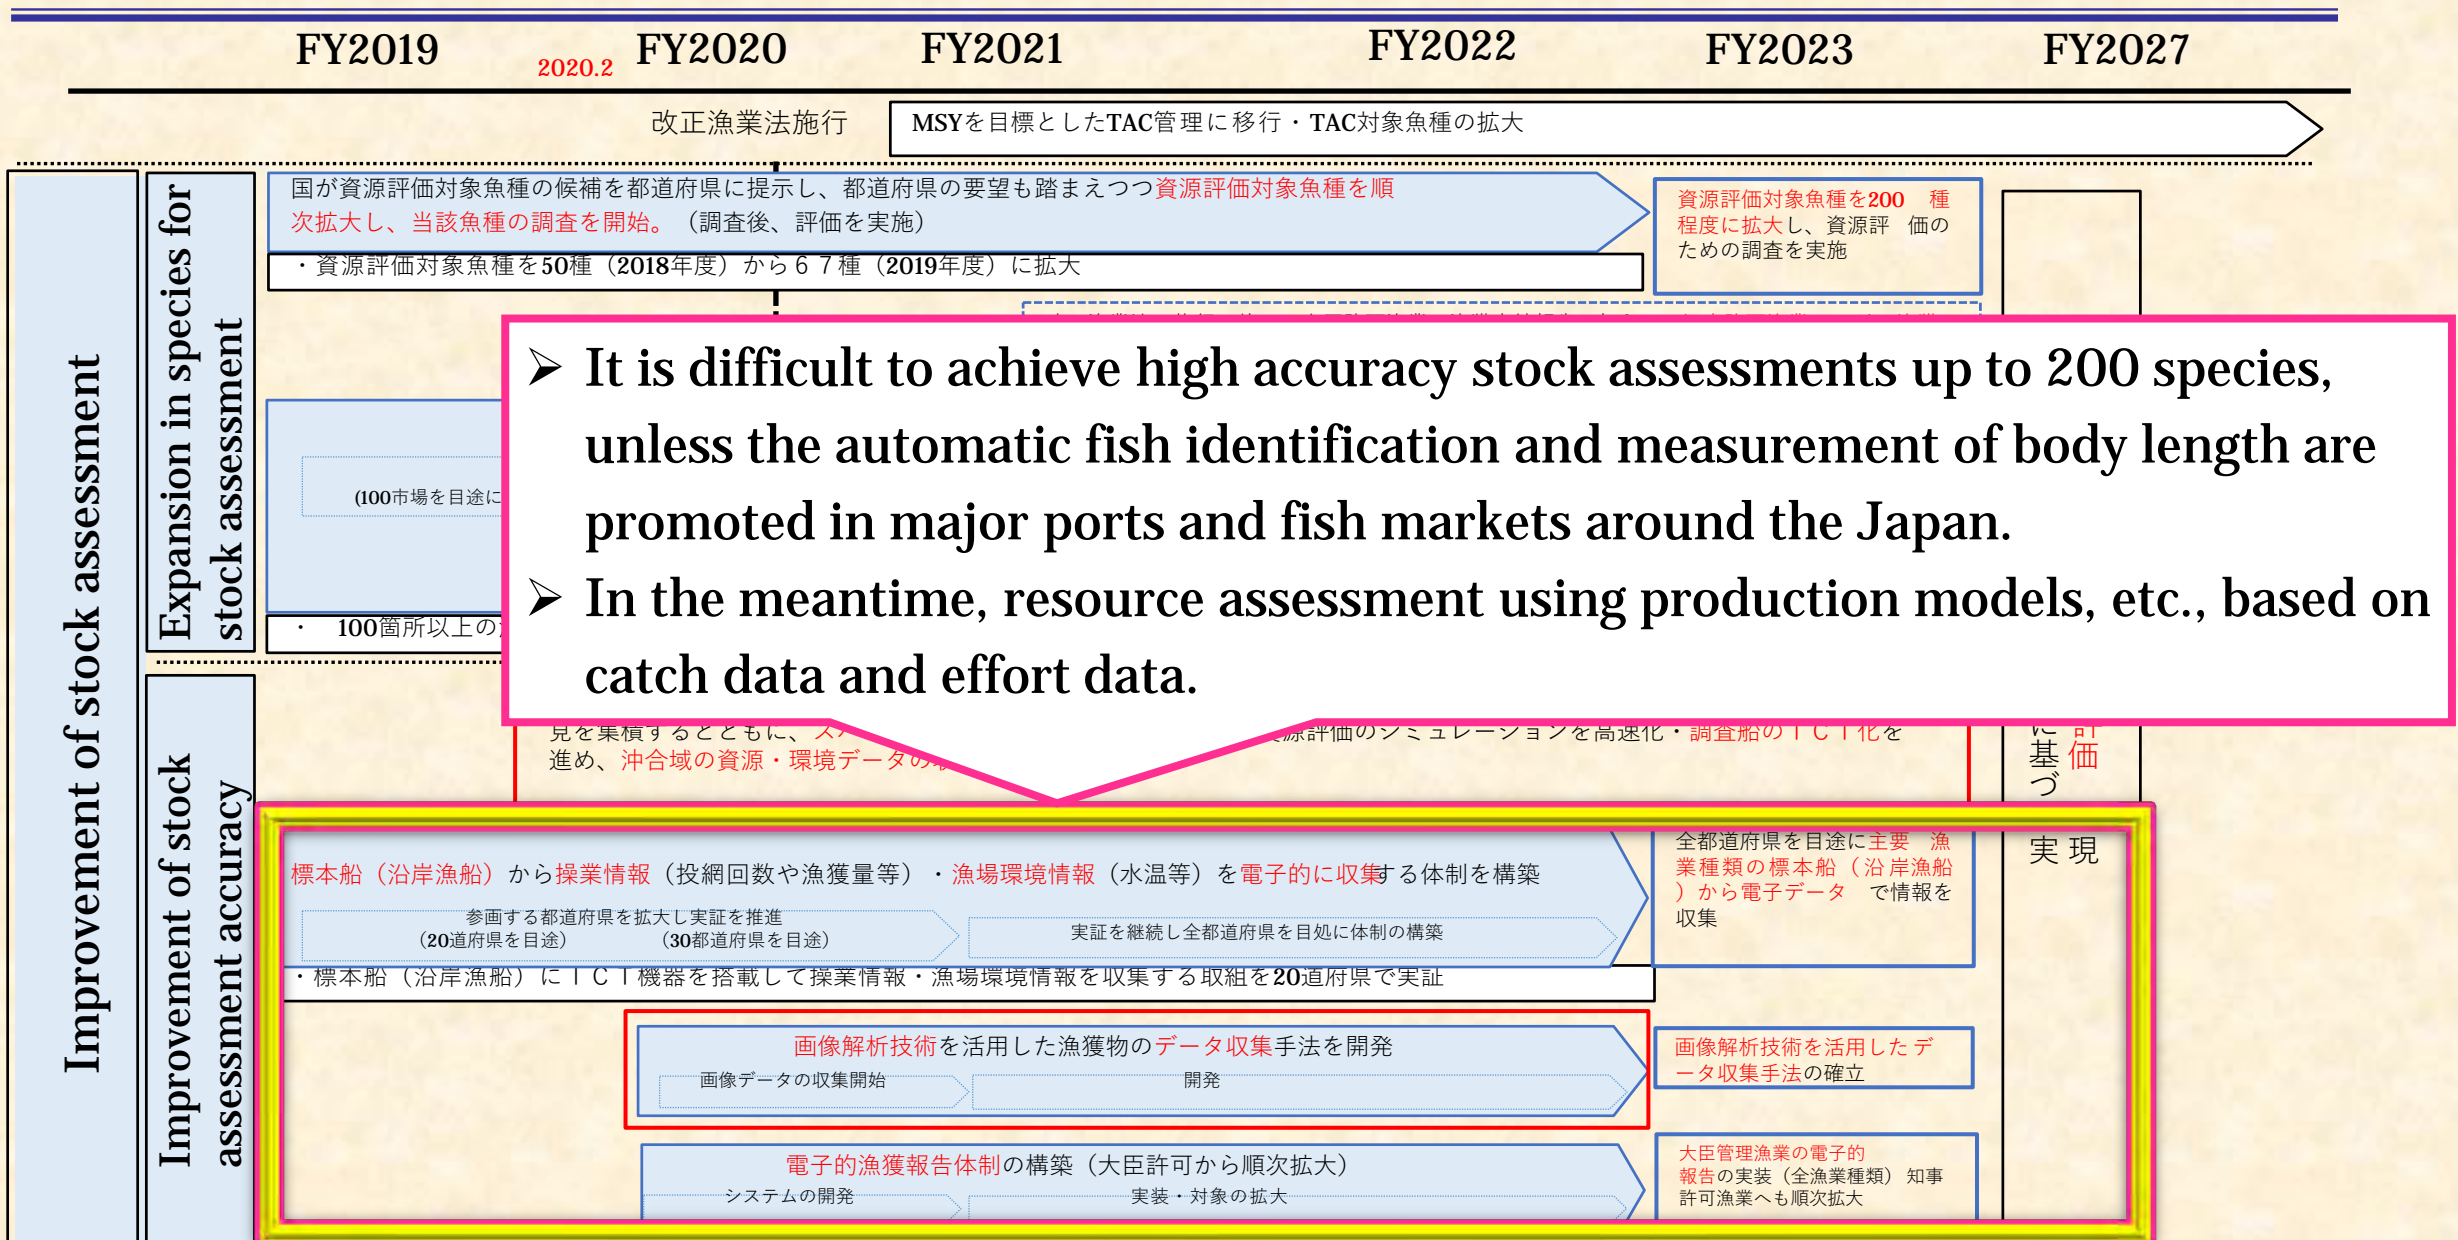 FY2019
2020.2
FY2020
FY2021
FY2022
FY2023
FY2027
改正漁業法施行
MSYを目標としたTAC管理に移行・TAC対象魚種の拡大
Improvement of stock assessment
Expansion in species for
stock assessment
国が資源評価対象魚種の候補を都道府県に提示し、都道府県の要望も踏まえつつ資源評価対象魚種を順
次拡大し、当該魚種の調査を開始。（調査後、評価を実施）
・資源評価対象魚種を50種（2018年度）から６７種（2019年度）に拡大
資源評価対象魚種を200 種
程度に拡大し、資源評 価の
ための調査を実施
(100市場を目途に
・ 100箇所以上の
➢ It is difficult to achieve high accuracy stock assessments up to 200 species,
unless the automatic fish identification and measurement of body length are
promoted in major ports and fish markets around the Japan.
➢ In the meantime, resource assessment using production models, etc., based on
catch data and effort data.
Improvement of stock
assessment accuracy
見を集積するとともに、ス
源評価のシミュレーションを高速化・調査船のＩＣＴ化を
進め、沖合域の資源・環境データの
評価
に基づ
実現
標本船（沿岸漁船）から操業情報（投網回数や漁獲量等）・漁場環境情報（水温等）を電子的に収集する体制を構築
参画する都道府県を拡大し実証を推進
（20道府県を目途）
（30都道府県を目途）
実証を継続し全都道府県を目処に体制の構築
・標本船（沿岸漁船）にＩＣＴ機器を搭載して操業情報・漁場環境情報を収集する取組を20道府県で実証
全都道府県を目途に主要 漁
業種類の標本船（沿岸漁船
）から電子データ で情報を
収集
画像解析技術を活用した漁獲物のデータ収集手法を開発
画像データの収集開始
開発
画像解析技術を活用した デ
ータ収集手法の確立
電子的漁獲報告体制の構築（大臣許可から順次拡大）
システムの開発
実装・対象の拡大
大臣管理漁業の電子的
報告の実装（全漁業種類） 知事
許可漁業へも順次拡大